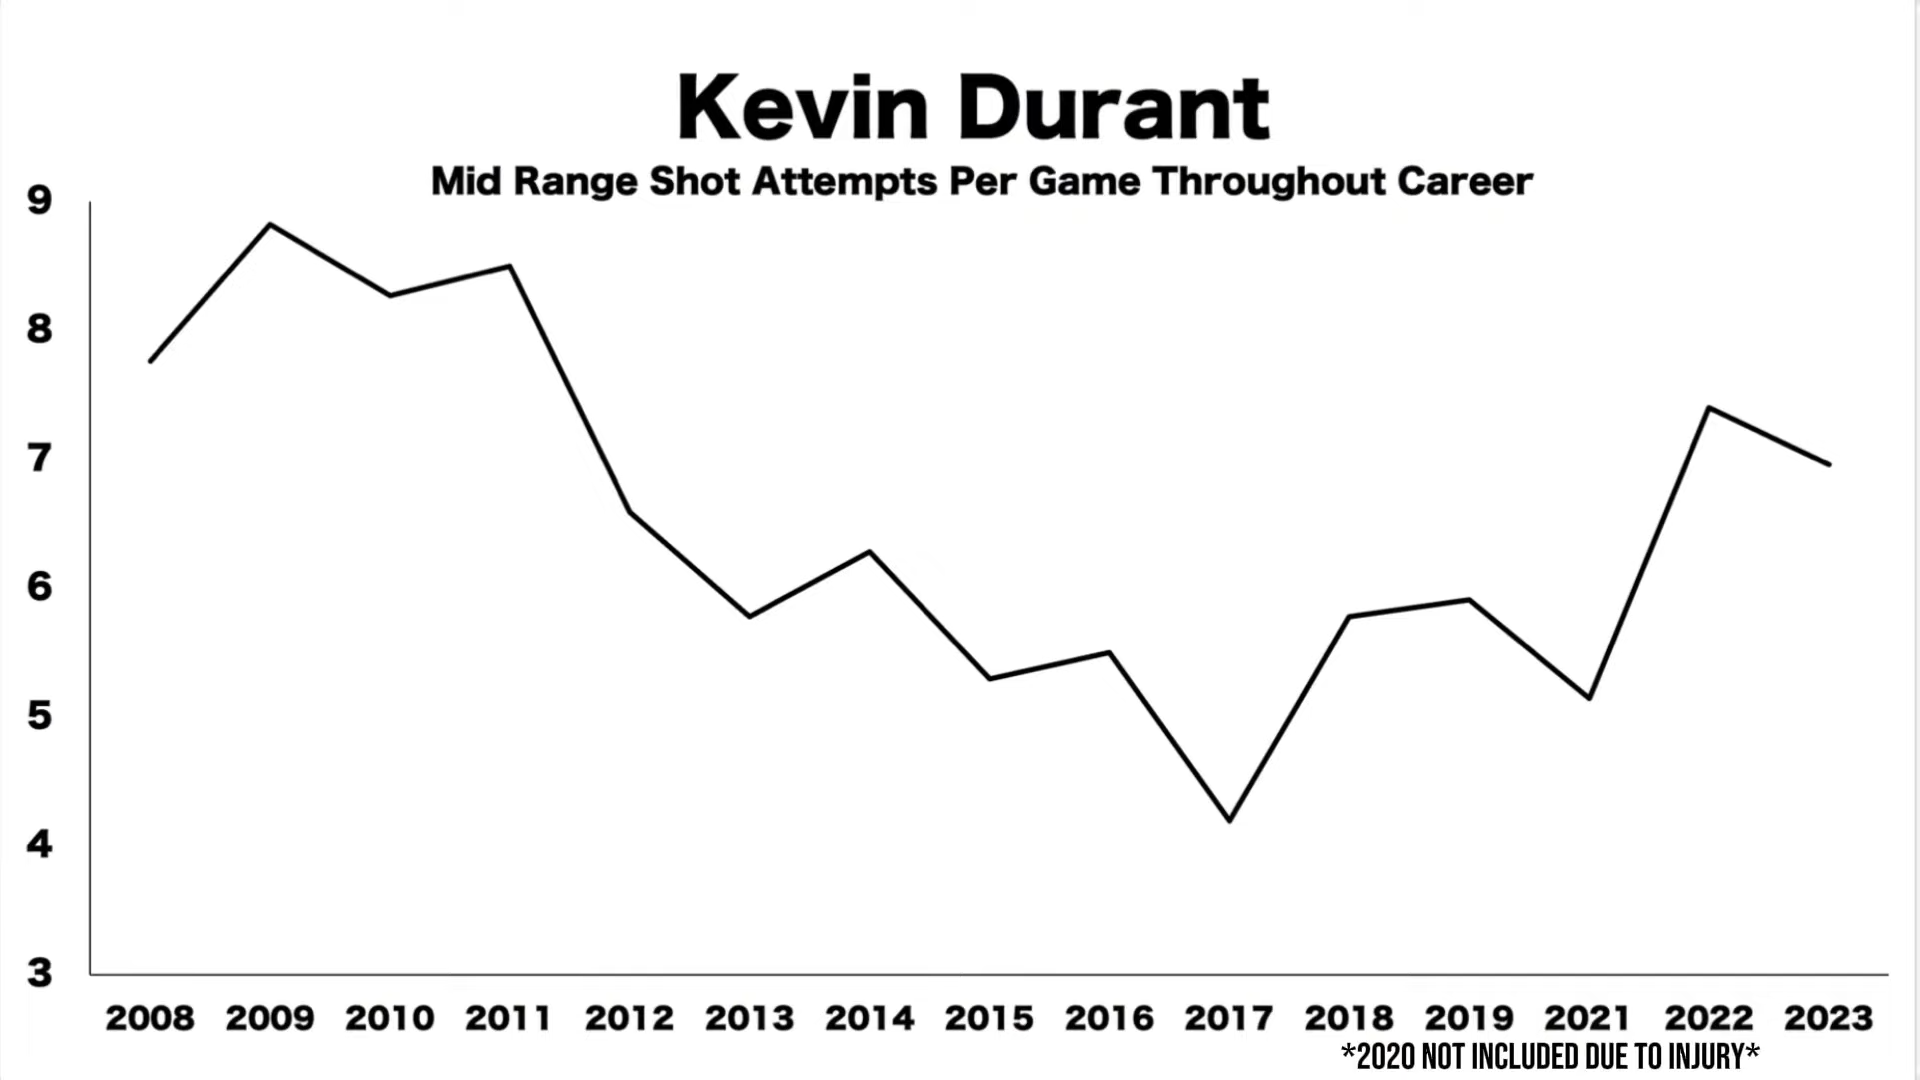 Kevin Durant
Mid Range Shot Attempts Per Game Throughout Career
9
8
7
6
5
4
3
2008 2009 2010 2011 2012 2013 2014 2015 2016 2017 2018 2019 2021 2022 2023
*2020 NOT INCLUDED DUE TO INJURY*